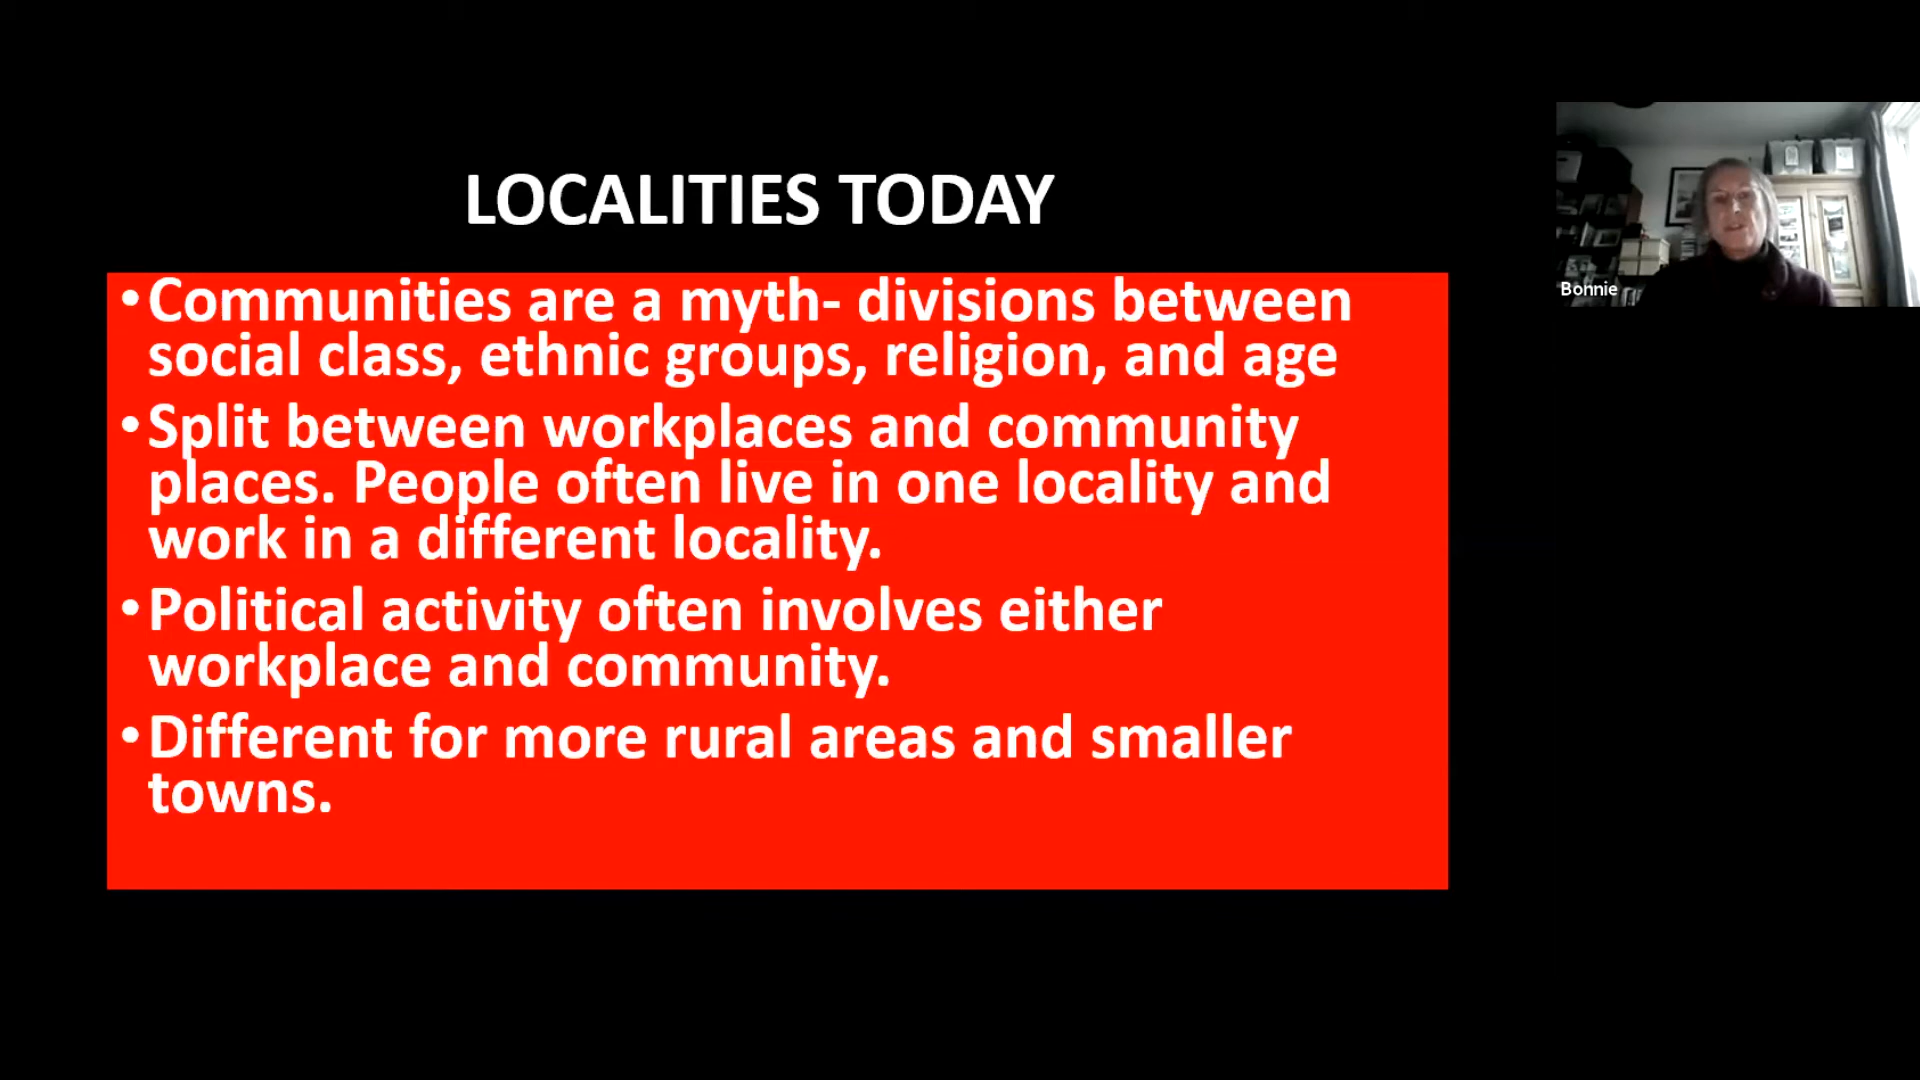 LOCALITIES TODAY
•Communities are a myth- divisions between
social class, ethnic groups, religion, and age
•Split between workplaces and community
places. People often live in one locality and
work in a different locality.
•Political activity often involves either
workplace and community.
•Different for more rural areas and smaller
towns.
Bonnie